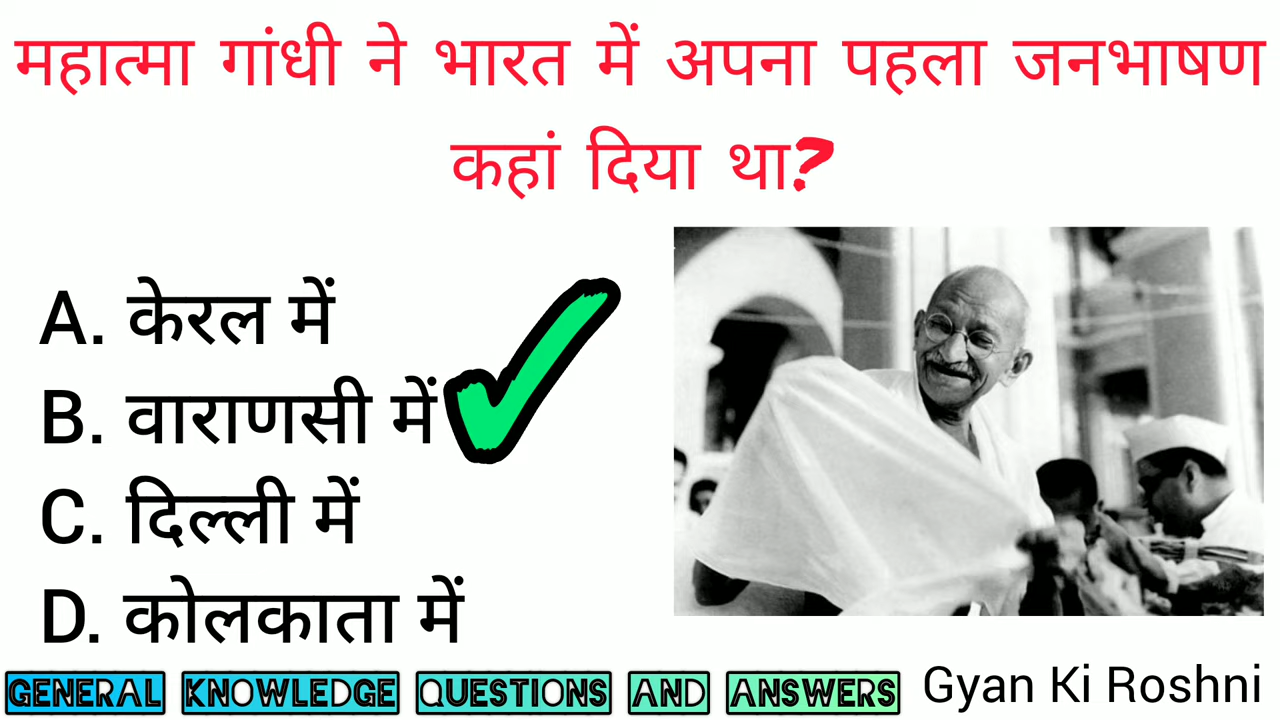 महात्मा गांधी ने भारत में अपना पहला जनभाषण
कहां दिया था?
A. केरल में
B. वाराणसी में
C. दिल्ली में
D. कोलकाता में
GENERAL KNOWLEDGE QUESTIONS AND ANSWERS
Gyan Ki Roshni